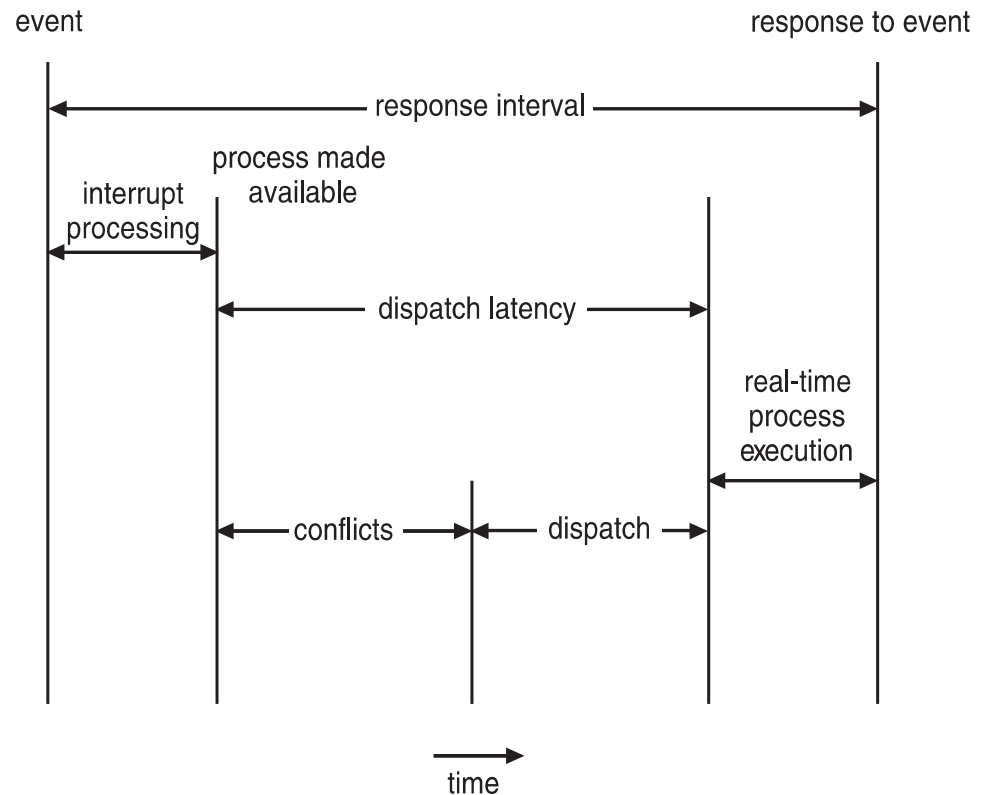 event
response to event
response interval
process made
available
interrupt
processing
dispatch latency
real-time
process
execution
conflicts
dispatch
time